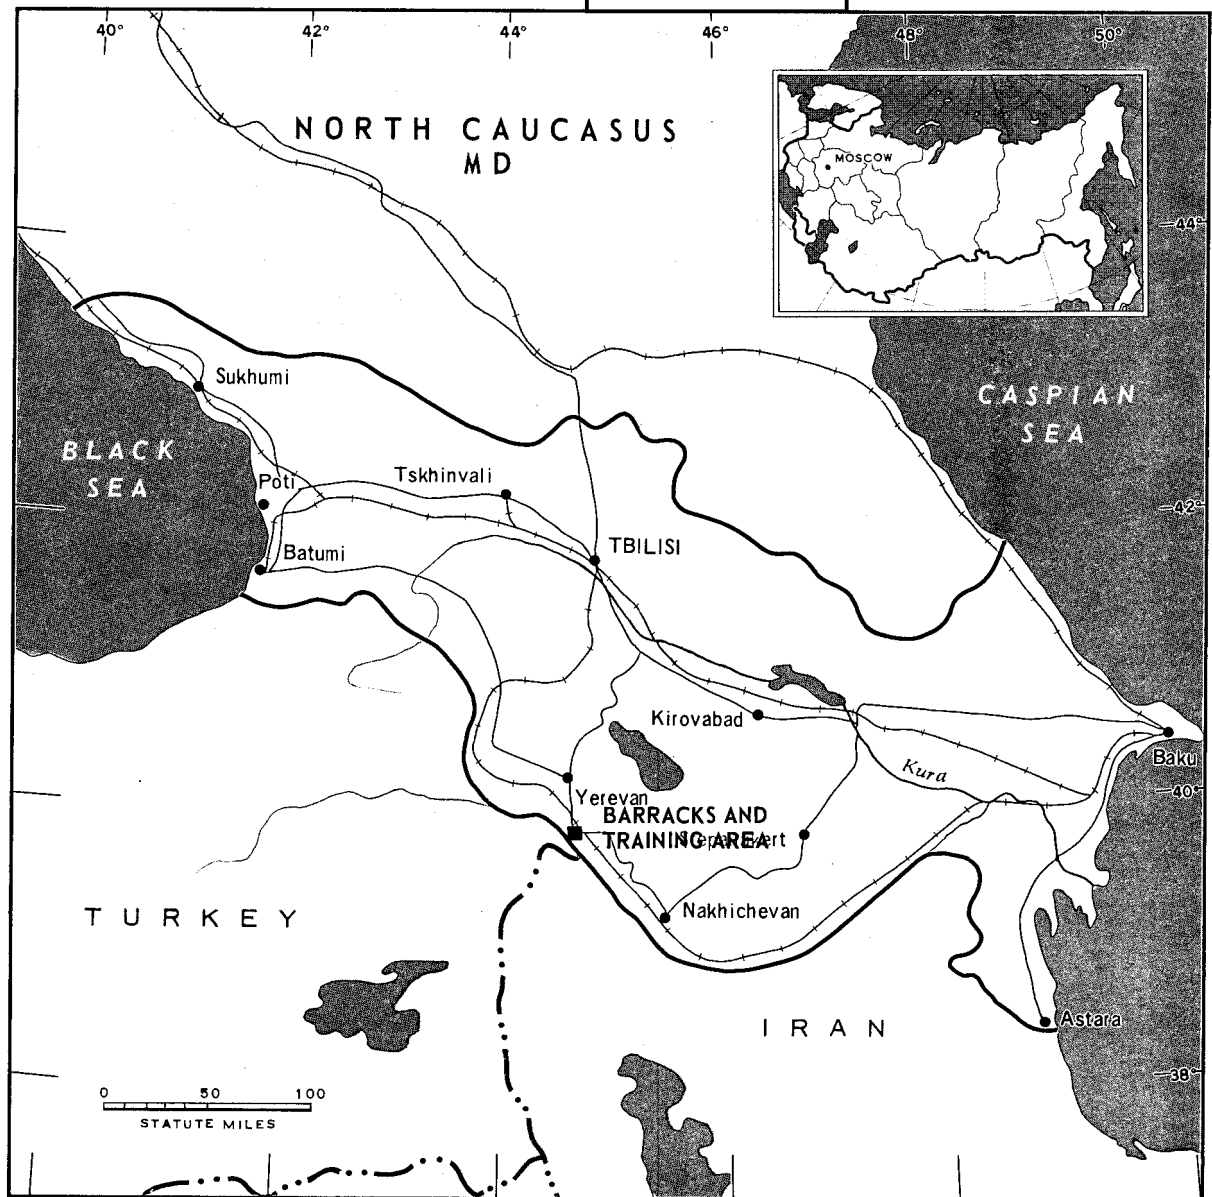 40° 42° 44° 46° 48° 50°
NORTH CAUCASUS
MD
MOSCOW
44°
Sukhumi
CASPIAN
SEA
BLACK
SEA
Tskhinvali
Poti
42°
TBILISI
Batumi
Kirovabad
Baku
Kura
40°
Yerevan
BARRACKS AND
TRAINING AREA
Nakhichevan
TURKEY
Astara
IRAN
38°
0 50 100
STATUTE MILES